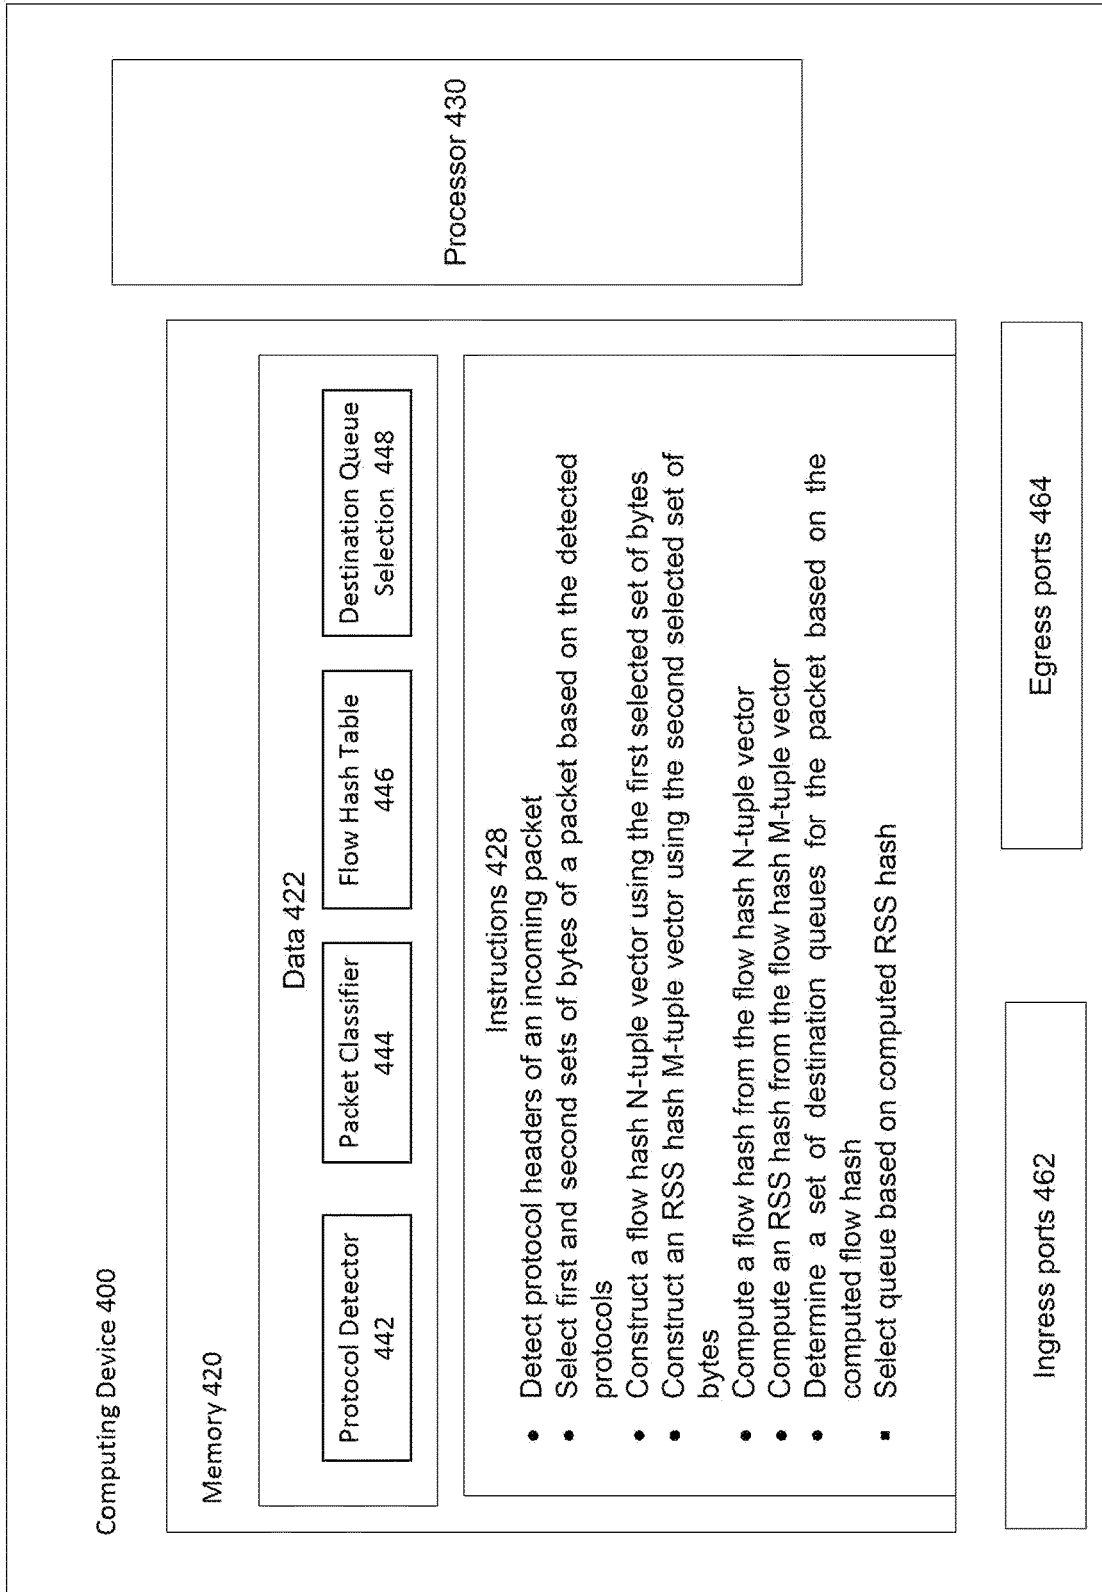 Computing Device 400
Memory 420
Data 422
Protocol Detector
442
Packet Classifier
444
Flow Hash Table
446
Destination Queue
Selection 448
Instructions 428
• Detect protocol headers of an incoming packet
• Select first and second sets of bytes of a packet based on the detected
protocols
• Construct a flow hash N-tuple vector using the first selected set of bytes
• Construct an RSS hash M-tuple vector using the second selected set of
bytes
• Compute a flow hash from the flow hash N-tuple vector
• Compute an RSS hash from the flow hash M-tuple vector
• Determine a set of destination queues for the packet based on the
computed flow hash
▪ Select queue based on computed RSS hash
Processor 430
Ingress ports 462
Egress ports 464